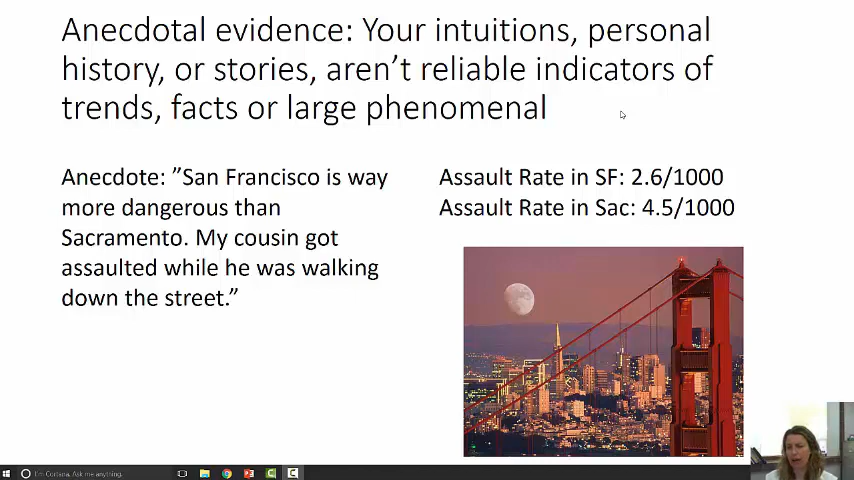 Anecdotal evidence: Your intuitions, personal
history, or stories, aren’t reliable indicators of
trends, facts or large phenomenal
Anecdote: ”San Francisco is way
more dangerous than
Sacramento. My cousin got
assaulted while he was walking
down the street.”
Assault Rate in SF: 2.6/1000
Assault Rate in Sac: 4.5/1000
I'm Cortana. Ask me anything.